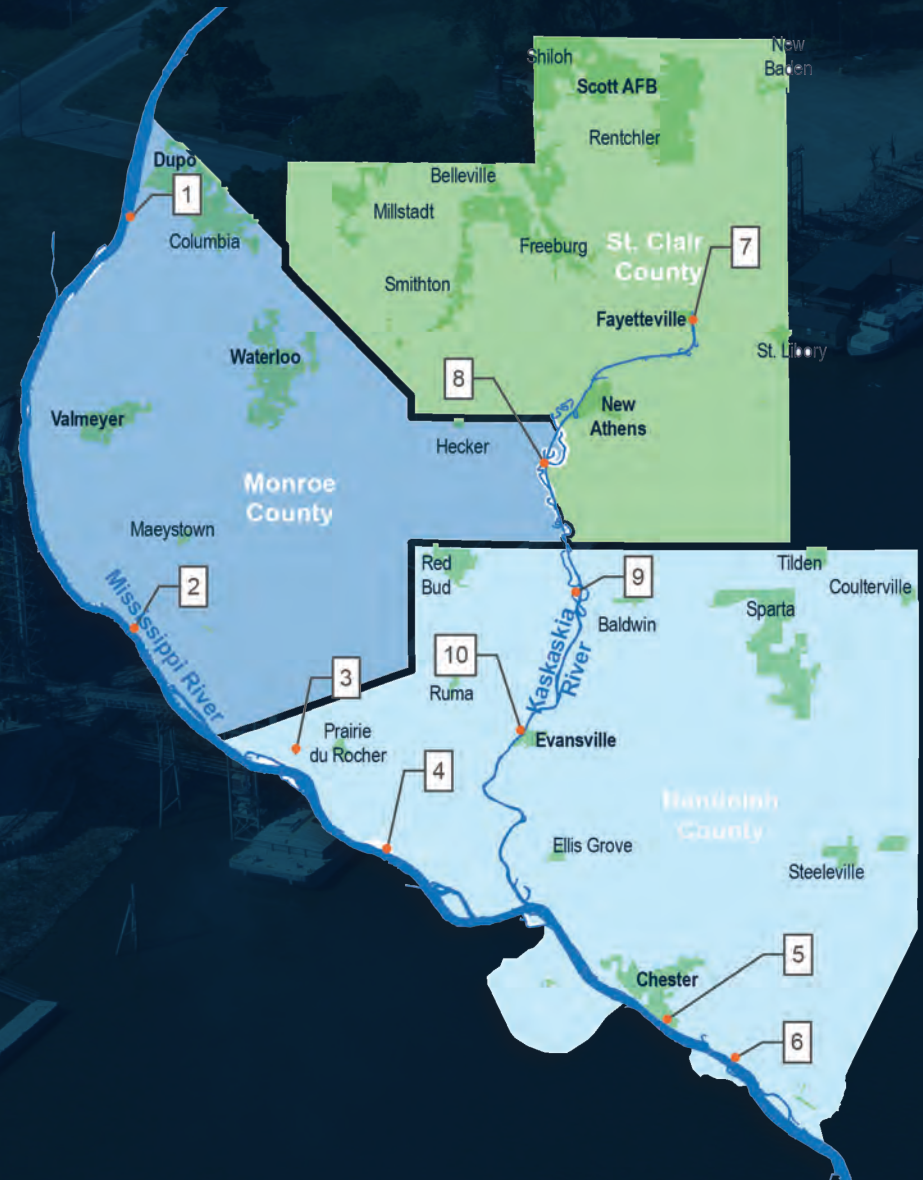 Shiloh
New
Baden
Scott AFB
Rentchler
Dupo
1
Belleville
Millstadt
Columbia
Freeburg
St. Clair
County
7
Smithton
Fayetteville
Waterloo
St. Libory
8
Valmeyer
New
Athens
Hecker
Monroe
County
Maeystown
Red
Bud
Tilden
Coulterville
2
9
Mississippi River
Sparta
Baldwin
Kaskaskia
River
10
3
Ruma
Prairie
du Rocher
Evansville
4
Randolph
County
Ellis Grove
Steeleville
5
Chester
6